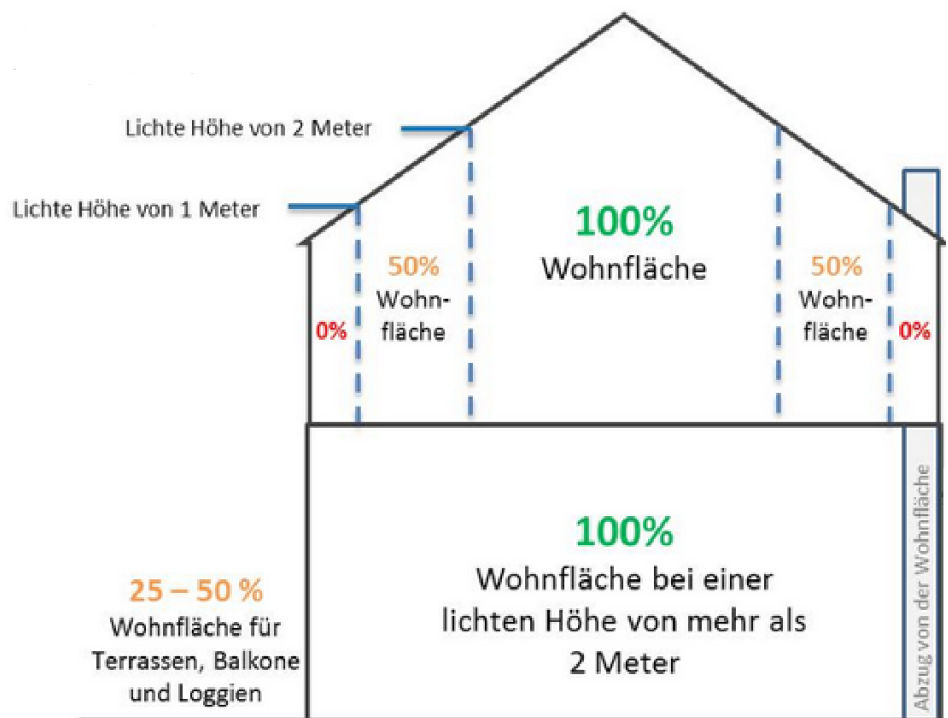 Lichte Höhe von 2 Meter
Lichte Höhe von 1 Meter
100%
Wohnfläche
50%
Wohn-
fläche
50%
Wohn-
fläche
0%
0%
100%
Wohnfläche bei einer
lichten Höhe von mehr als
2 Meter
25 – 50 %
Wohnfläche für
Terrassen, Balkone
und Loggien
Abzug von der Wohnfläche